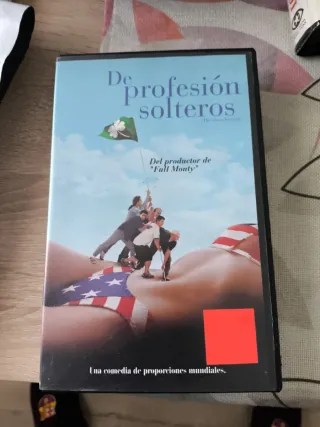 De
profesión
solteros
Del productor de
"Full Monty"
Una comedia de proporciones mundiales.